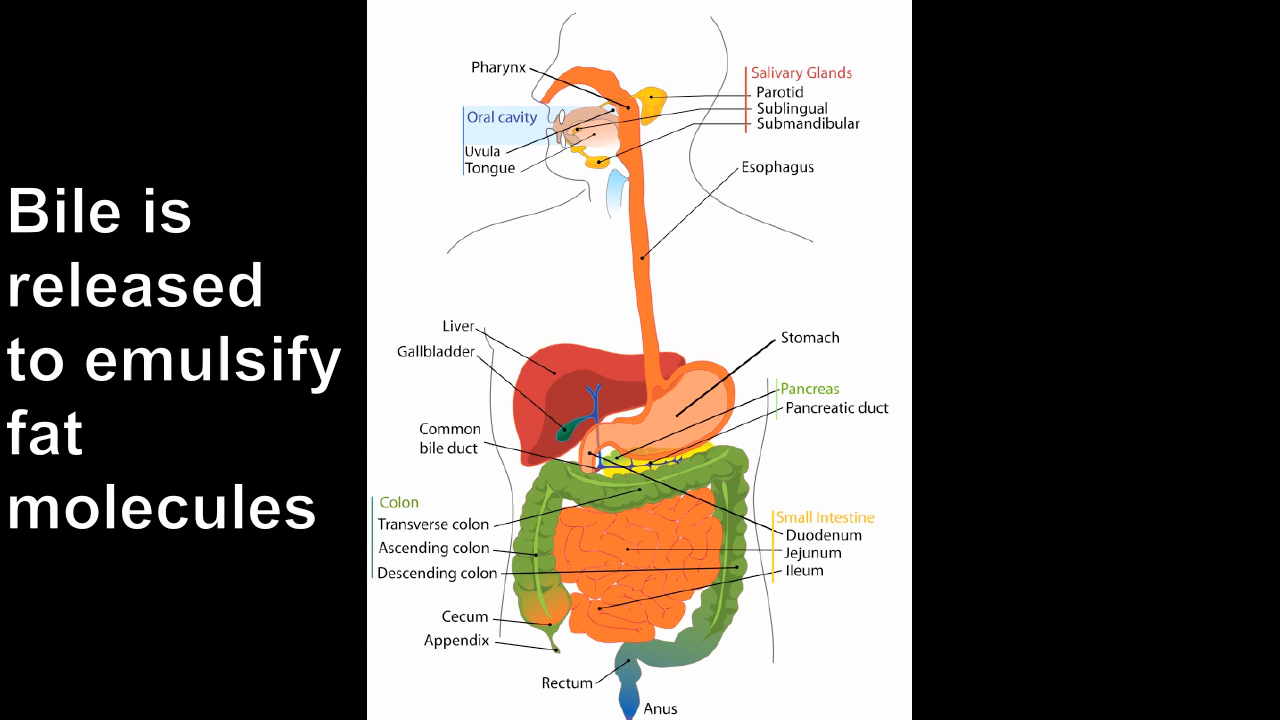 Bile is
released
to emulsify
fat
molecules
Pharynx
Oral cavity
Uvula
Tongue
Salivary Glands
Parotid
Sublingual
Submandibular
Esophagus
Liver
Gallbladder
Common
bile duct
Stomach
Pancreas
Pancreatic duct
Colon
Transverse colon
Ascending colon
Descending colon
Cecum
Appendix
Small Intestine
Duodenum
Jejunum
Ileum
Rectum
Anus